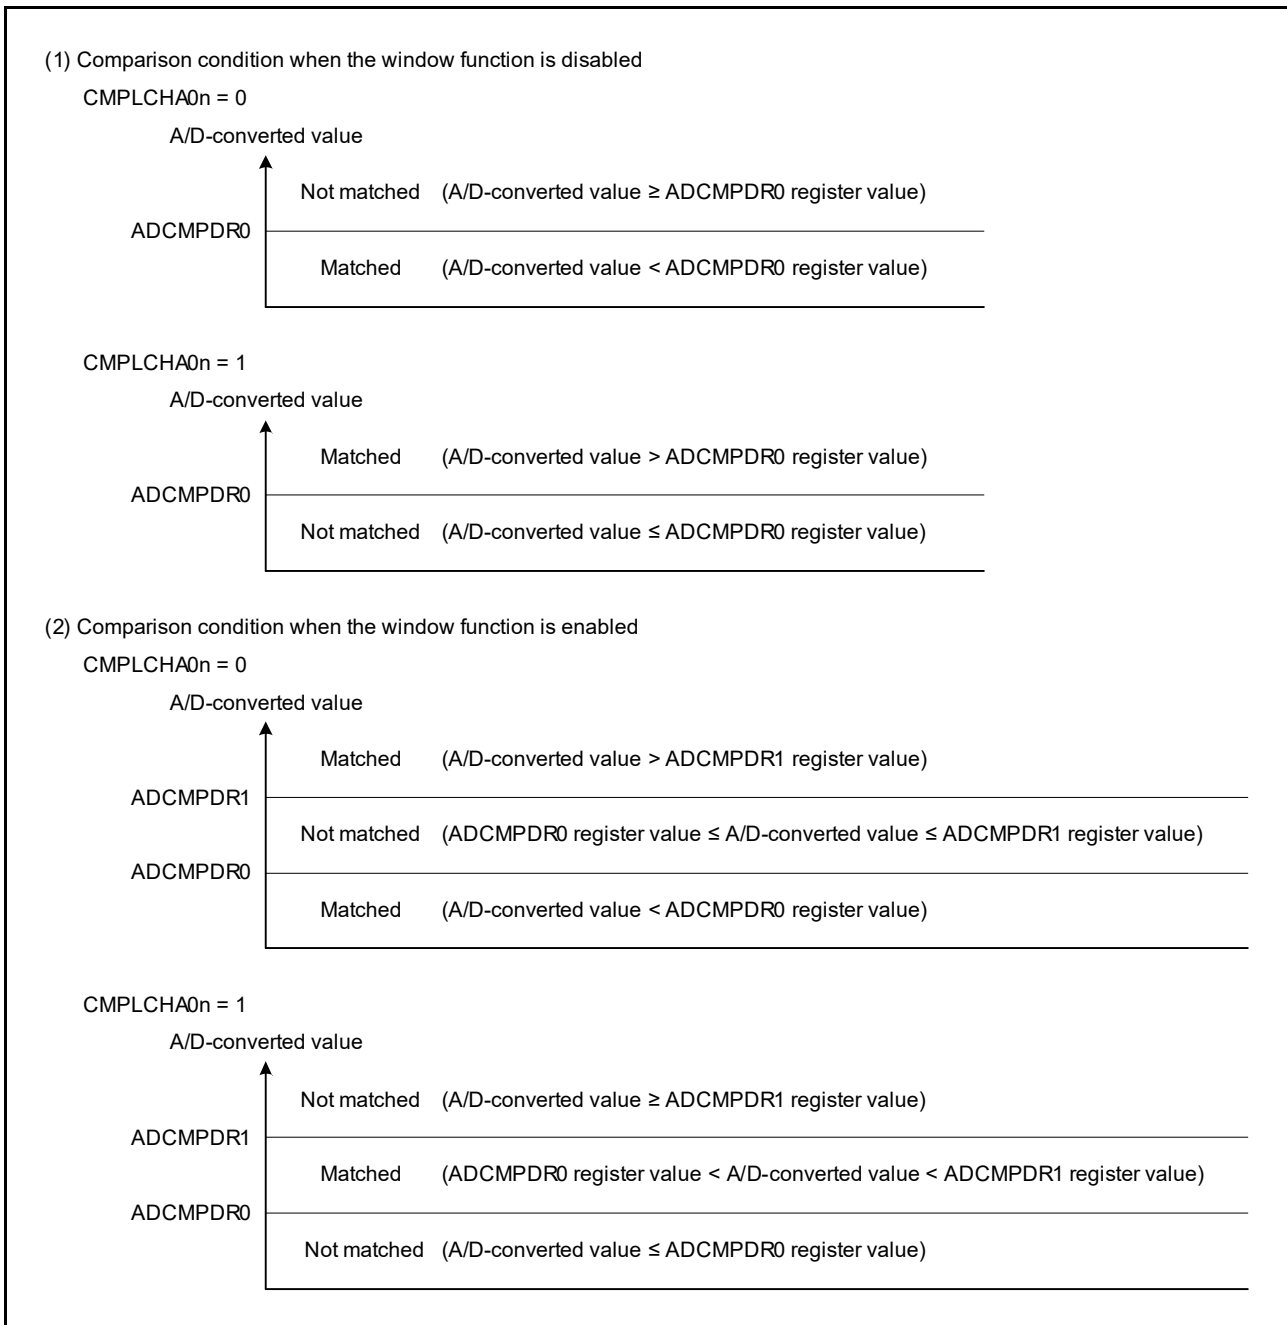 (1) Comparison condition when the window function is disabled
CMPLCHA0n = 0
A/D-converted value
Not matched (A/D-converted value ≥ ADCMPDR0 register value)
ADCMPDR0
Matched (A/D-converted value < ADCMPDR0 register value)
CMPLCHA0n = 1
A/D-converted value
Matched (A/D-converted value > ADCMPDR0 register value)
ADCMPDR0
Not matched (A/D-converted value ≤ ADCMPDR0 register value)
(2) Comparison condition when the window function is enabled
CMPLCHA0n = 0
A/D-converted value
Matched (A/D-converted value > ADCMPDR1 register value)
ADCMPDR1
Not matched (ADCMPDR0 register value ≤ A/D-converted value ≤ ADCMPDR1 register value)
ADCMPDR0
Matched (A/D-converted value < ADCMPDR0 register value)
CMPLCHA0n = 1
A/D-converted value
Not matched (A/D-converted value ≥ ADCMPDR1 register value)
ADCMPDR1
Matched (ADCMPDR0 register value < A/D-converted value < ADCMPDR1 register value)
ADCMPDR0
Not matched (A/D-converted value ≤ ADCMPDR0 register value)